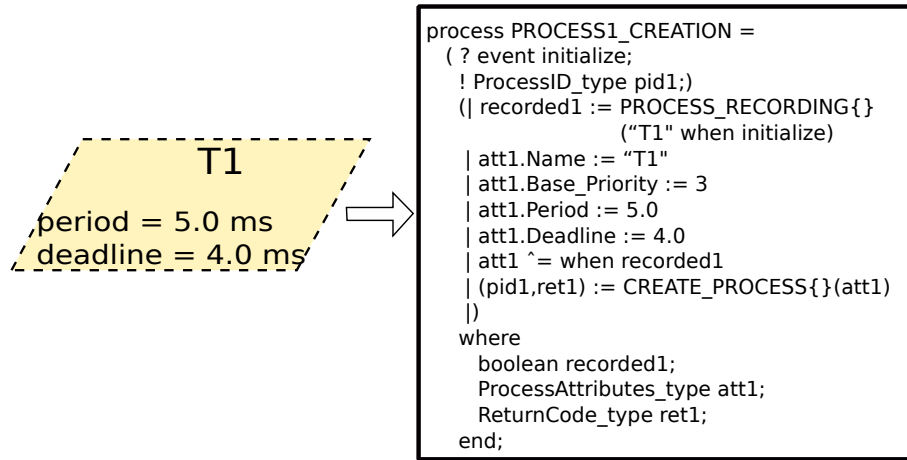 T1
period = 5.0 ms
deadline = 4.0 ms
process PROCESS1_CREATION =
( ? event initialize;
! ProcessID_type pid1;)
(| recorded1 := PROCESS_RECORDING{}
(“T1" when initialize)
| att1.Name := “T1"
| att1.Base_Priority := 3
| att1.Period := 5.0
| att1.Deadline := 4.0
| att1 ˆ= when recorded1
| (pid1,ret1) := CREATE_PROCESS{}(att1)
|)
where
boolean recorded1;
ProcessAttributes_type att1;
ReturnCode_type ret1;
end;